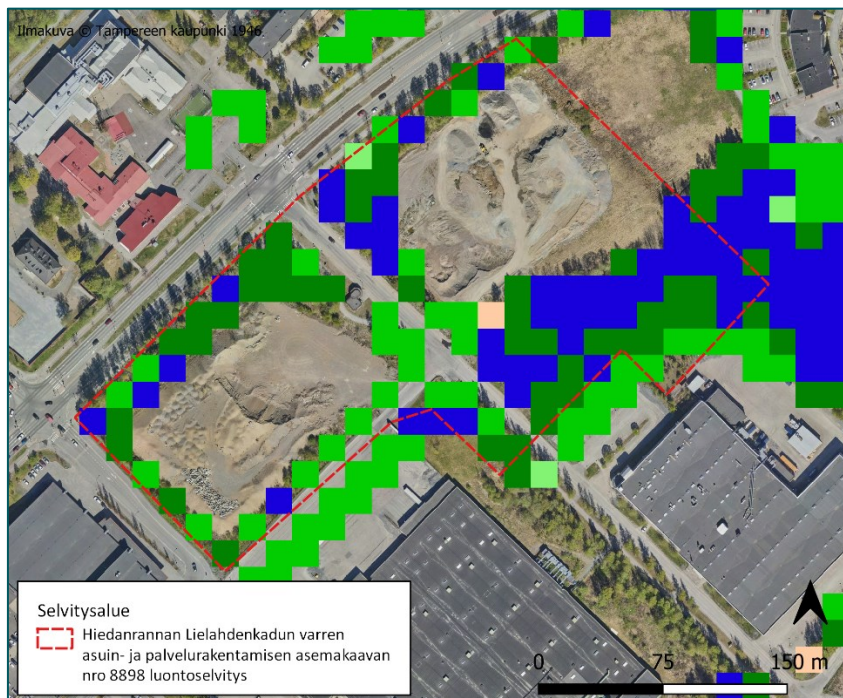 Ilmakuva © Tampereen kaupunki 1946
Selvitysalue
Hiedanrannan Lielahdenkadun varren
asuin- ja palvelurakentamisen asemakaavan
nro 8898 luontoselvitys
0 75 150 m